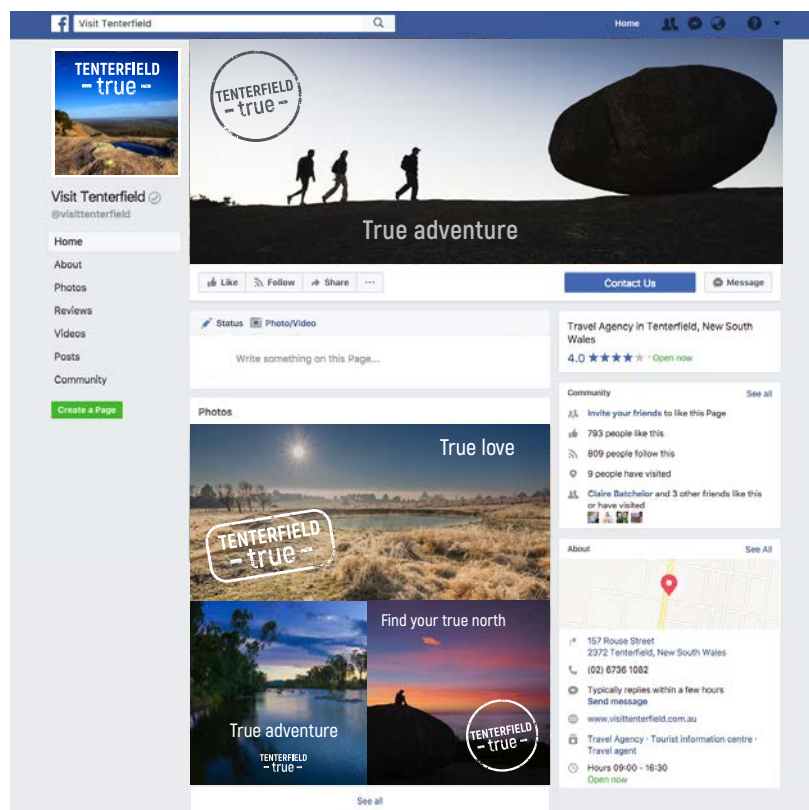 Visit Tenterfield
Home
TENTERFIELD
- true -
TENTERFIELD
- true -
True adventure
Visit Tenterfield
@visittenterfield
Home
About
Photos
Reviews
Videos
Posts
Community
Create a Page
Like Follow Share ...
Contact Us
Message
Status Photo/Video
Write something on this Page...
Travel Agency in Tenterfield, New South
Wales
4.0 ★★★★★ · Open now
Community See all
Invite your friends to like this Page
793 people like this
809 people follow this
9 people have visited
Claire Batchelor and 3 other friends like this
or have visited
Photos
True love
TENTERFIELD
- true -
True adventure
TENTERFIELD
- true -
Find your true north
TENTERFIELD
- true -
See all
About See All
157 Rouse Street
2372 Tenterfield, New South Wales
(02) 6736 1082
Typically replies within a few hours
Send message
www.visittenterfield.com.au
Travel Agency · Tourist information centre ·
Travel agent
Hours 09:00 - 16:30
Open now